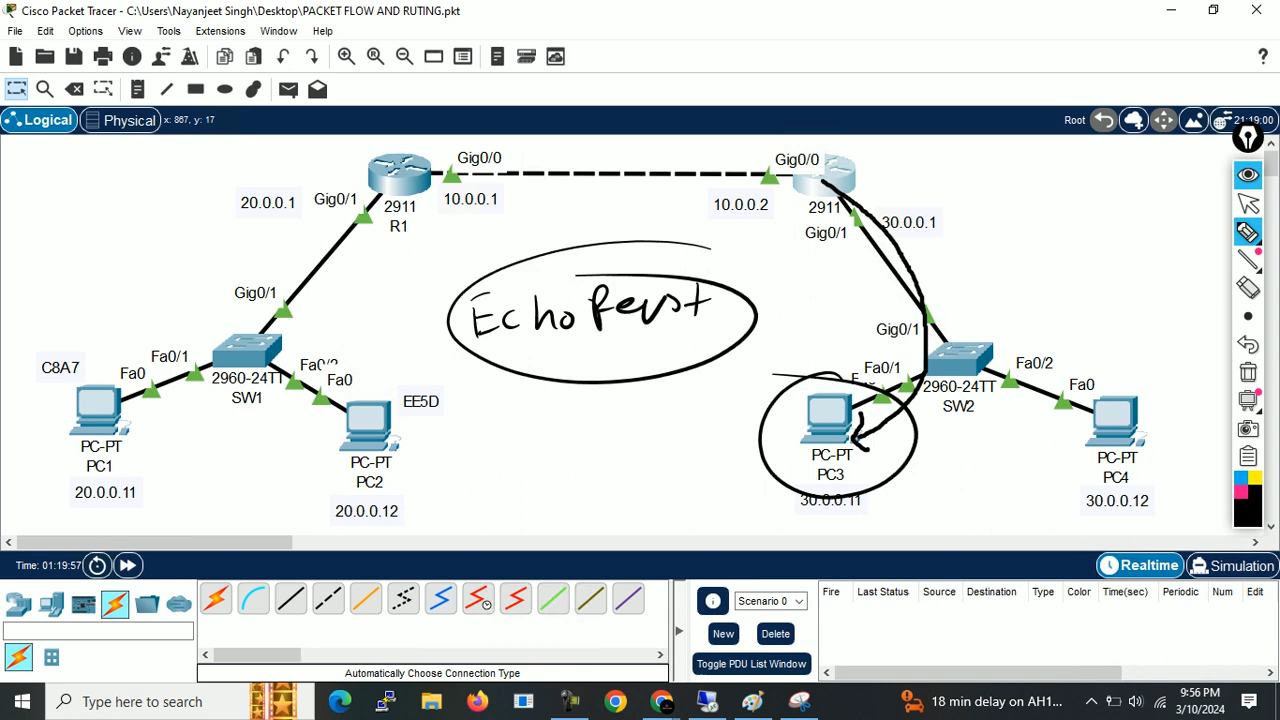 Cisco Packet Tracer - C:\Users\Nayanjeet Singh\Desktop\PACKET FLOW AND RUTING.pkt
File Edit Options View Tools Extensions Window Help
Logical Physical x: 867, y: 17 Root 21:19:00
Gig0/0 Gig0/0
20.0.0.1 Gig0/1 10.0.0.1 10.0.0.2 30.0.0.1
2911 2911
R1 Gig0/1
Gig0/1 Echo Gig0/1
C8A7 Fa0/1 Fa0/2 Fa0/1 Fa0/2
Fa0 2960-24TT Fa0 2960-24TT Fa0
SW1 EE5D SW2
PC-PT PC-PT PC-PT PC-PT
PC1 PC2 PC3 PC4
20.0.0.11 20.0.0.12 30.0.0.11 30.0.0.12
Time: 01:19:57 Realtime Simulation
Scenario 0 Fire Last Status Source Destination Type Color Time(sec) Periodic Num Edit
New Delete
Toggle PDU List Window
Automatically Choose Connection Type
Type here to search 18 min delay on AH1... 9:56 PM
3/10/2024